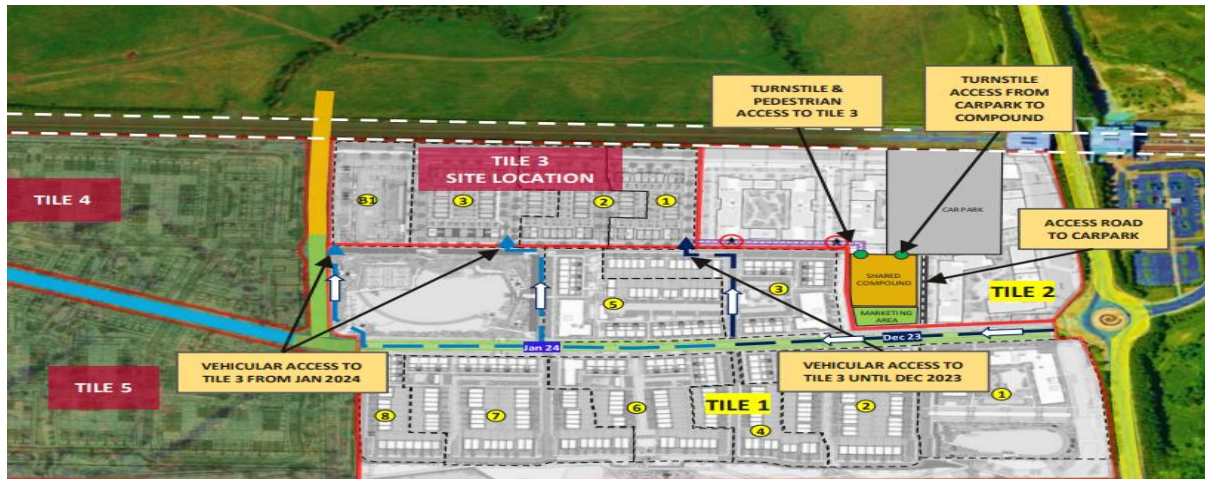 TURNSTILE &
PEDESTRIAN
ACCESS TO TILE 3
TURNSTILE
ACCESS FROM
CARPARK TO
COMPOUND
TILE 3
SITE LOCATION
TILE 4
B1
3
2
1
CAR PARK
ACCESS ROAD
TO CARPARK
SHARED
COMPOUND
TILE 2
5
3
MARKETING
AREA
Jan 24
Dec 23
VEHICULAR ACCESS TO
TILE 3 FROM JAN 2024
VEHICULAR ACCESS TO
TILE 3 UNTIL DEC 2023
TILE 5
TILE 1
8
7
6
4
2
1